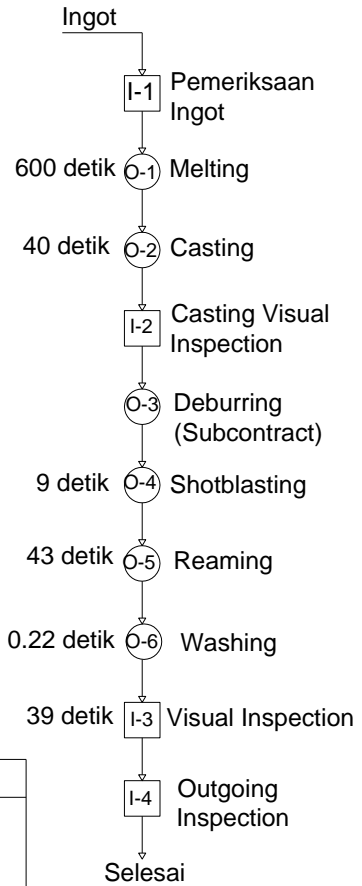 Ingot
I-1
Pemeriksaan
Ingot
600 detik O-1 Melting
40 detik O-2 Casting
I-2
Casting Visual
Inspection
O-3 Deburring
(Subcontract)
9 detik O-4 Shotblasting
43 detik O-5 Reaming
0.22 detik O-6 Washing
39 detik I-3 Visual Inspection
I-4
Outgoing
Inspection
Selesai